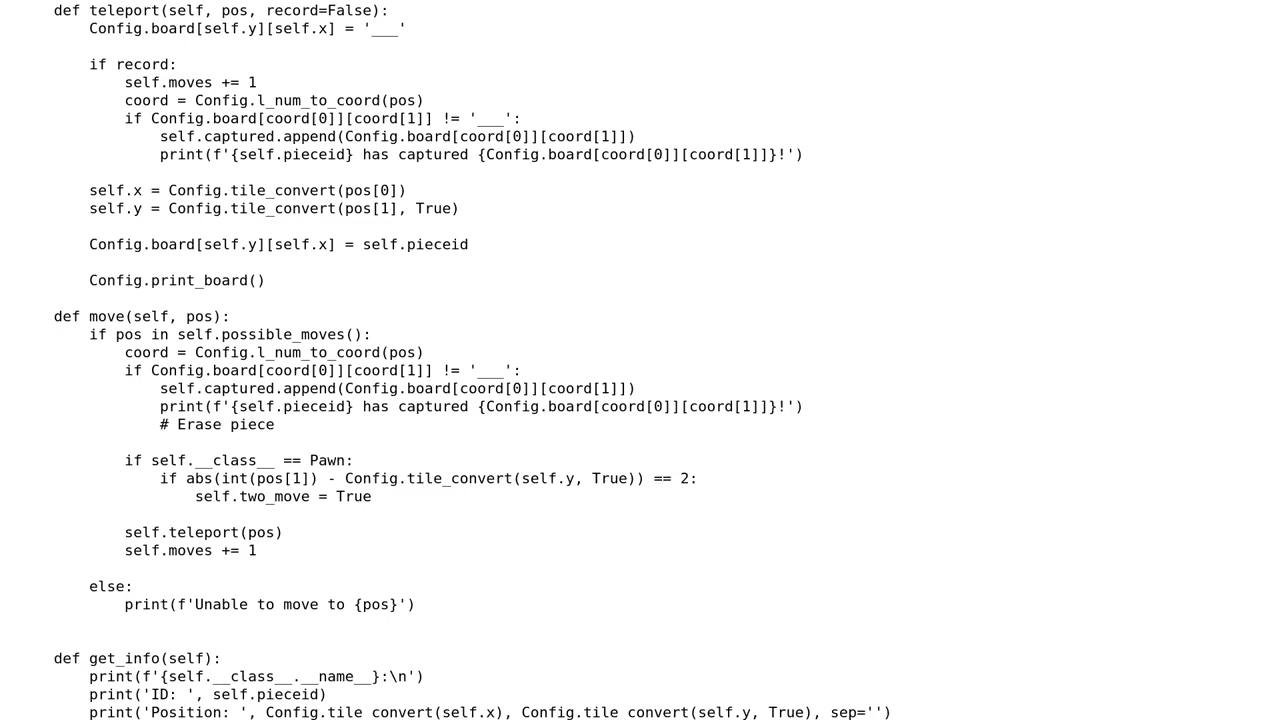 def teleport(self, pos, record=False):
    Config.board[self.y][self.x] = '___'

    if record:
        self.moves += 1
        coord = Config.l_num_to_coord(pos)
        if Config.board[coord[0]][coord[1]] != '___':
            self.captured.append(Config.board[coord[0]][coord[1]])
            print(f'{self.pieceid} has captured {Config.board[coord[0]][coord[1]]}!')

    self.x = Config.tile_convert(pos[0])
    self.y = Config.tile_convert(pos[1], True)

    Config.board[self.y][self.x] = self.pieceid

    Config.print_board()

def move(self, pos):
    if pos in self.possible_moves():
        coord = Config.l_num_to_coord(pos)
        if Config.board[coord[0]][coord[1]] != '___':
            self.captured.append(Config.board[coord[0]][coord[1]])
            print(f'{self.pieceid} has captured {Config.board[coord[0]][coord[1]]}!')
            # Erase piece

        if self.__class__ == Pawn:
            if abs(int(pos[1]) - Config.tile_convert(self.y, True)) == 2:
                self.two_move = True

        self.teleport(pos)
        self.moves += 1

    else:
        print(f'Unable to move to {pos}')


def get_info(self):
    print(f'{self.__class__.__name__}:\n')
    print('ID: ', self.pieceid)
    print('Position: ', Config.tile_convert(self.x), Config.tile_convert(self.y, True), sep='')